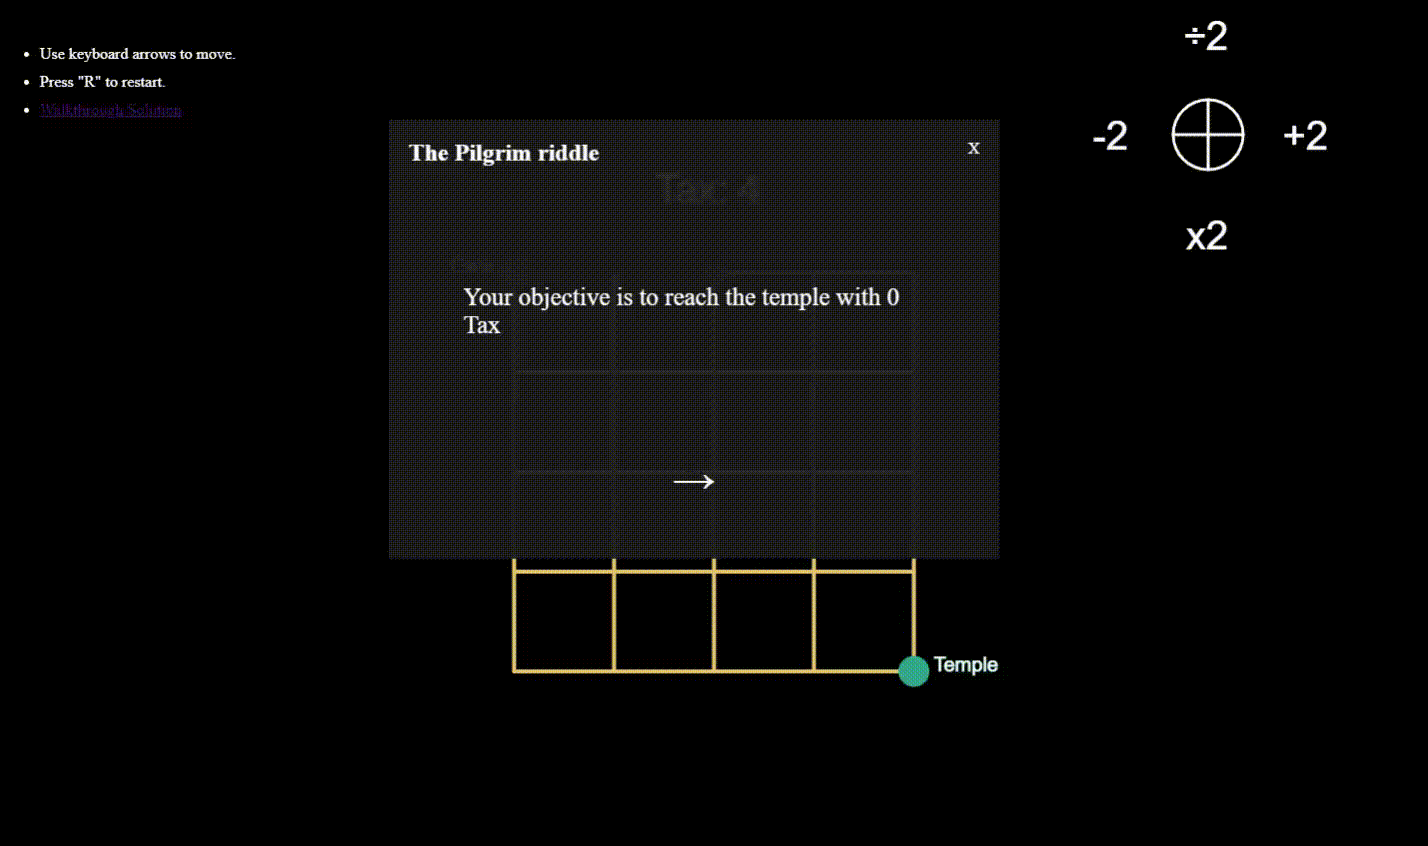 ÷2
Use keyboard arrows to move.
Press "R" to restart.
Walkthrough Solution
-2
+2
The Pilgrim riddle
x
Tax: 4
x2
Your objective is to reach the temple with 0
Tax
→
Temple